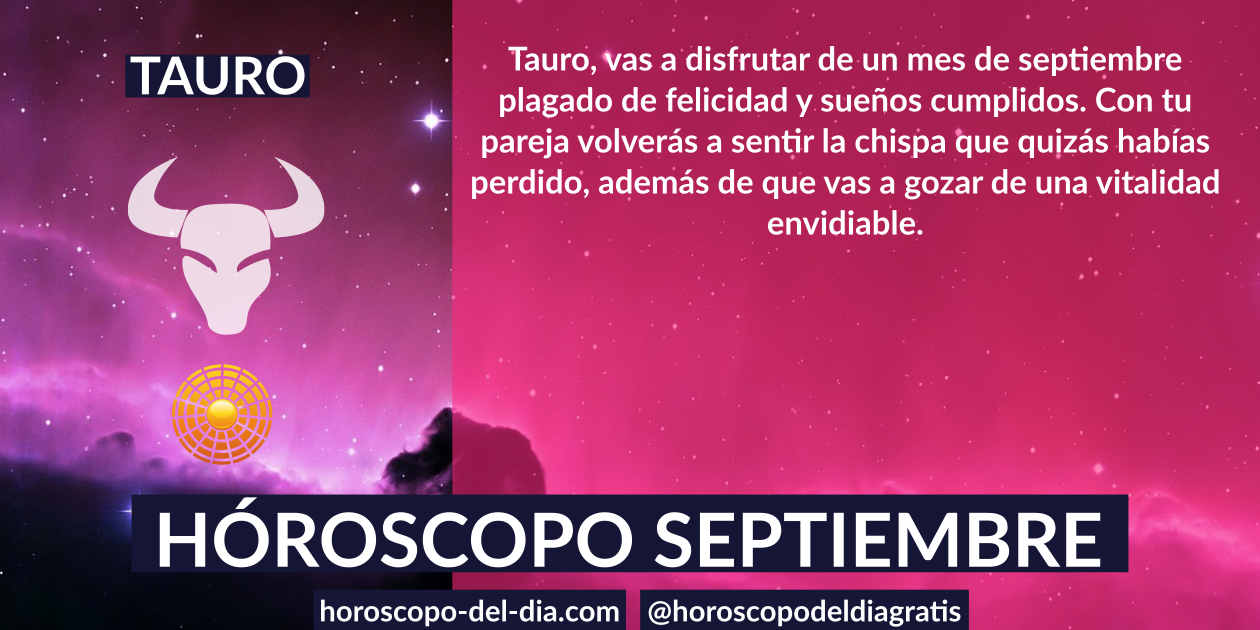 TAURO
Tauro, vas a disfrutar de un mes de septiembre
plagado de felicidad y sueños cumplidos. Con tu
pareja volverás a sentir la chispa que quizás habías
perdido, además de que vas a gozar de una vitalidad
envidiable.
HÓROSCOPO SEPTIEMBRE
horoscopo-del-dia.com @horoscopodeldiagratis